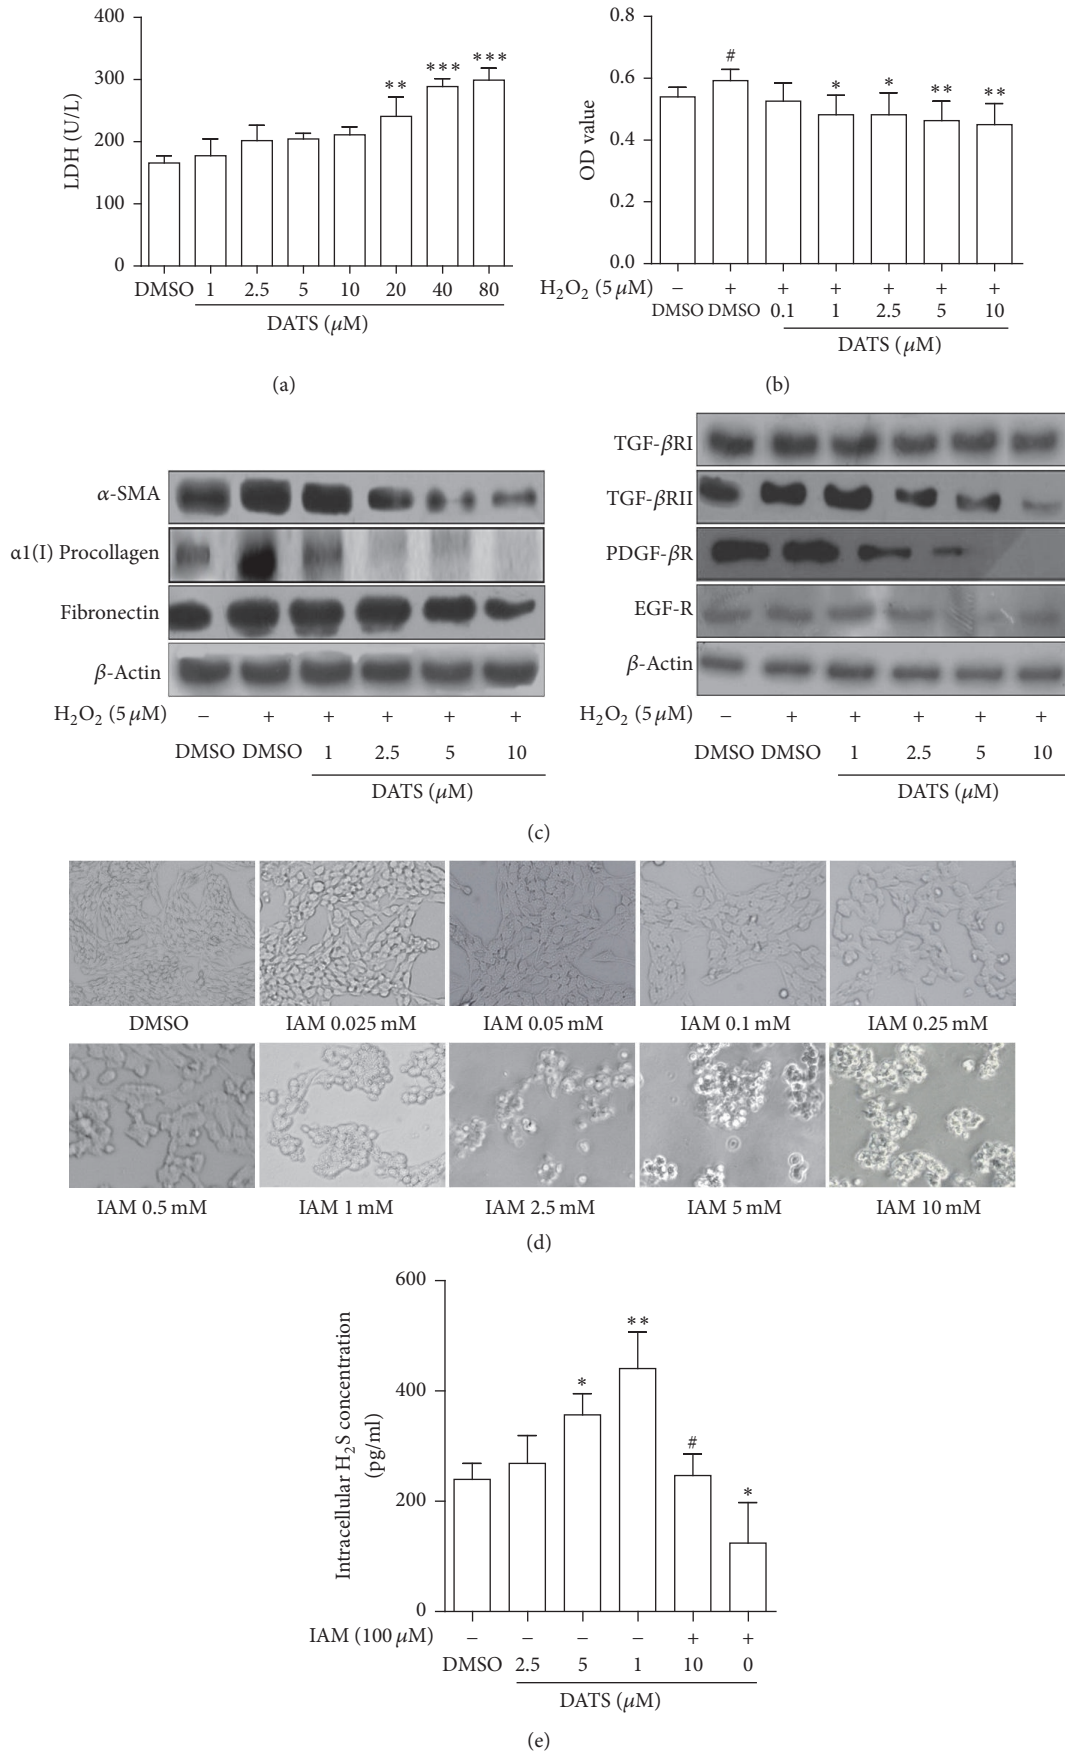 400
300
200
100
0
LDH (U/L)
** *** ***
DMSO 1 2.5 5 10 20 40 80
DATS (μM)
(a)
0.8
0.6
0.4
0.2
0.0
OD value
# * * ** **
H2O2 (5 μM) − + + + + + +
DMSO DMSO 0.1 1 2.5 5 10
DATS (μM)
(b)
α-SMA
α1(I) Procollagen
Fibronectin
β-Actin
H2O2 (5 μM) − + + + + +
DMSO DMSO 1 2.5 5 10
DATS (μM)
TGF-βRI
TGF-βRII
PDGF-βR
EGF-R
β-Actin
H2O2 (5 μM) − + + + + +
DMSO DMSO 1 2.5 5 10
DATS (μM)
(c)
DMSO IAM 0.025 mM IAM 0.05 mM IAM 0.1 mM IAM 0.25 mM
IAM 0.5 mM IAM 1 mM IAM 2.5 mM IAM 5 mM IAM 10 mM
(d)
600
400
200
0
Intracellular H2S concentration
(pg/ml)
* ** # *
IAM (100 μM) − − − − + +
DMSO 2.5 5 1 10 0
DATS (μM)
(e)